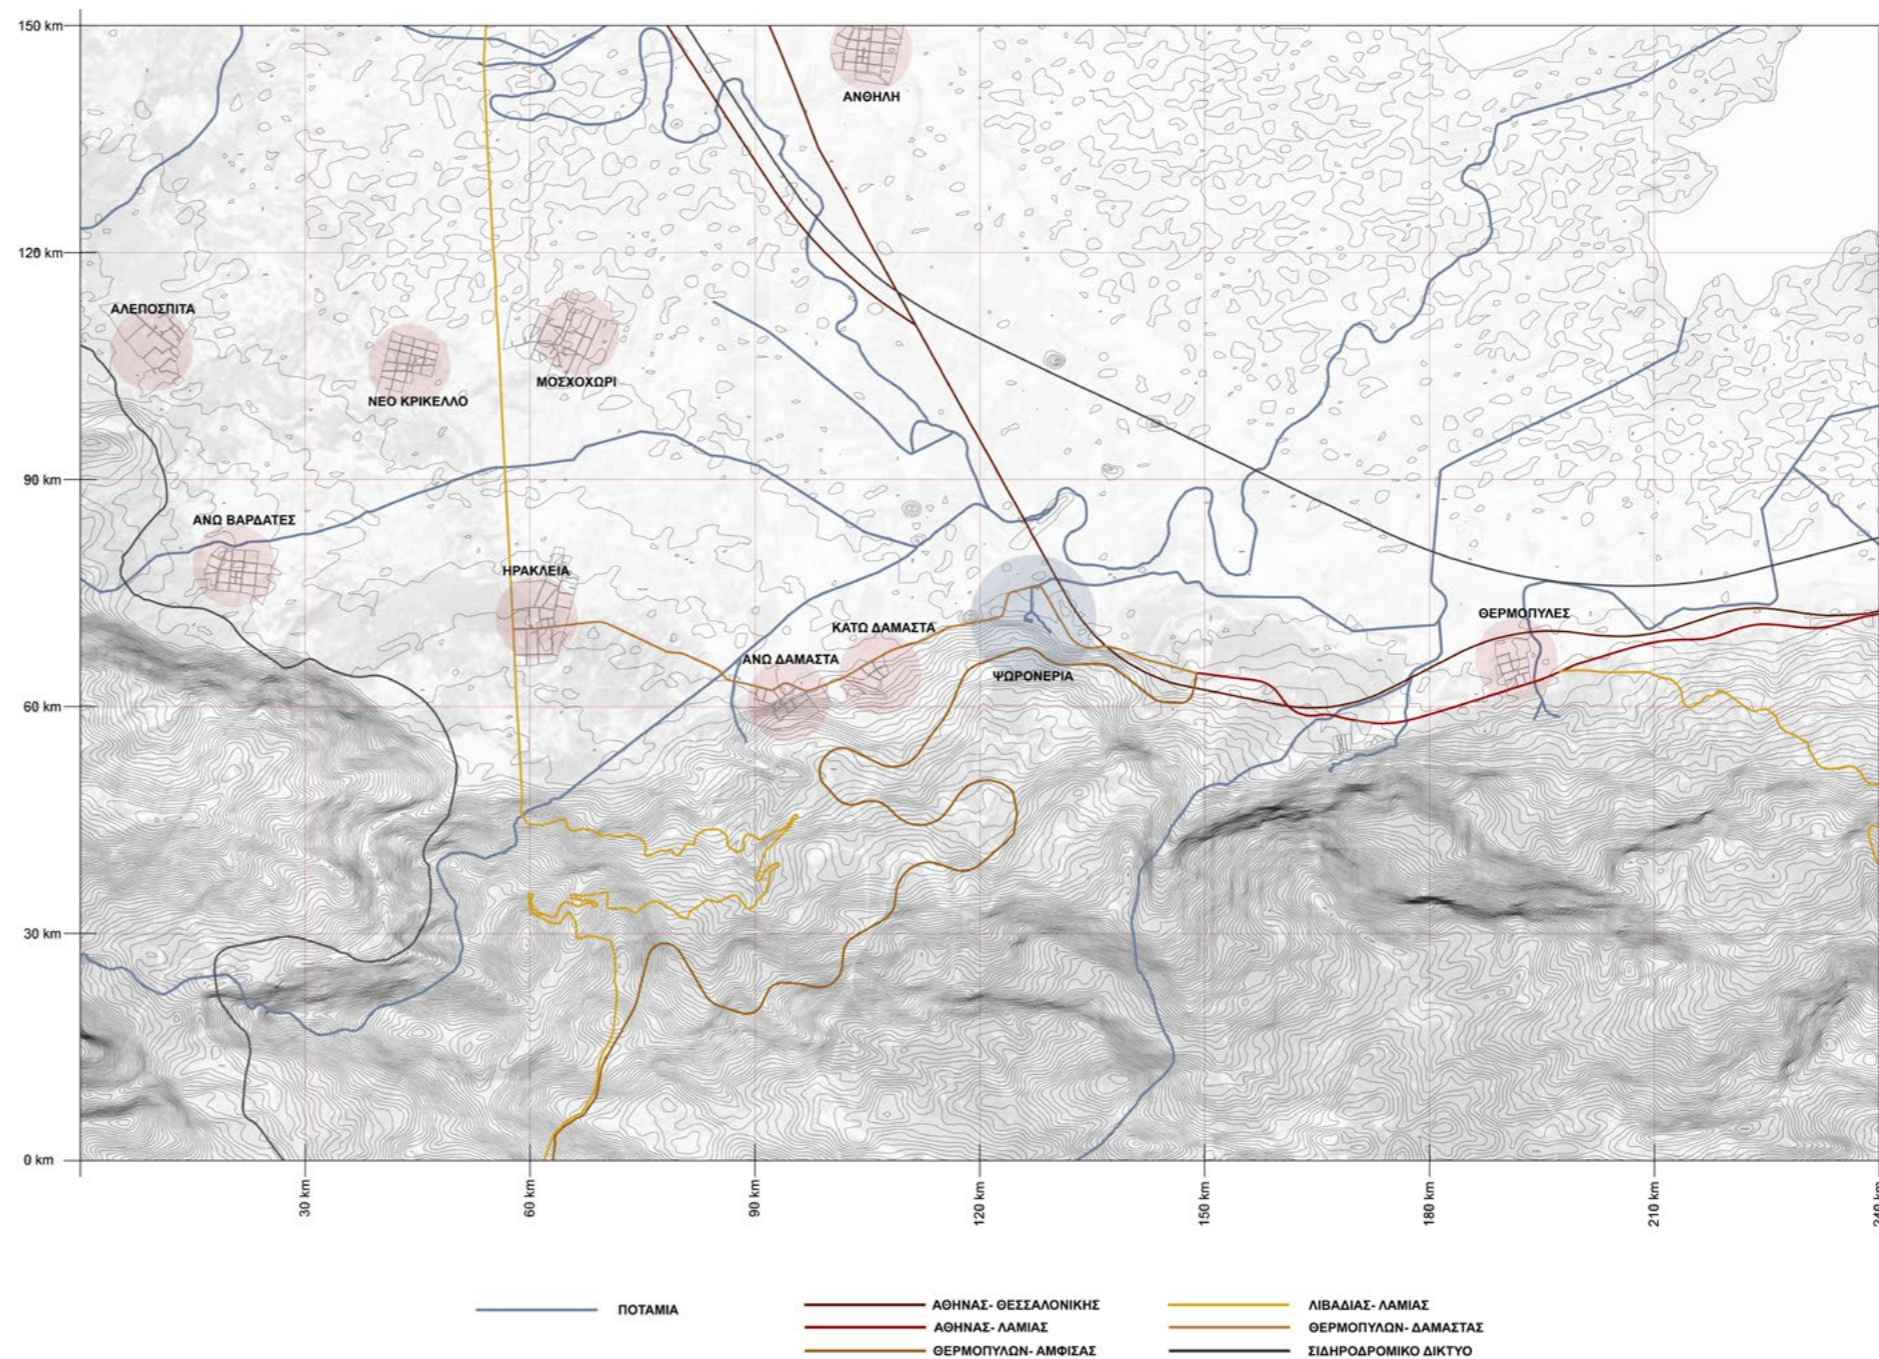 150 km
ΑΝΘΗΛΗ
120 km
ΑΛΕΠΟΣΠΙΤΑ
ΜΟΣΧΟΧΩΡΙ
ΝΕΟ ΚΡΙΚΕΛΛΟ
90 km
ΑΝΩ ΒΑΡΔΑΤΕΣ
ΗΡΑΚΛΕΙΑ
ΘΕΡΜΟΠΥΛΕΣ
ΚΑΤΩ ΔΑΜΑΣΤΑ
ΑΝΩ ΔΑΜΑΣΤΑ
ΨΩΡΟΝΕΡΙΑ
60 km
30 km
0 km
30 km
60 km
90 km
120 km
150 km
180 km
210 km
240 km
ΠΟΤΑΜΙΑ
ΑΘΗΝΑΣ- ΘΕΣΣΑΛΟΝΙΚΗΣ
ΑΘΗΝΑΣ- ΛΑΜΙΑΣ
ΘΕΡΜΟΠΥΛΩΝ- ΑΜΦΙΣΑΣ
ΛΙΒΑΔΙΑΣ- ΛΑΜΙΑΣ
ΘΕΡΜΟΠΥΛΩΝ- ΔΑΜΑΣΤΑΣ
ΣΙΔΗΡΟΔΡΟΜΙΚΟ ΔΙΚΤΥΟ